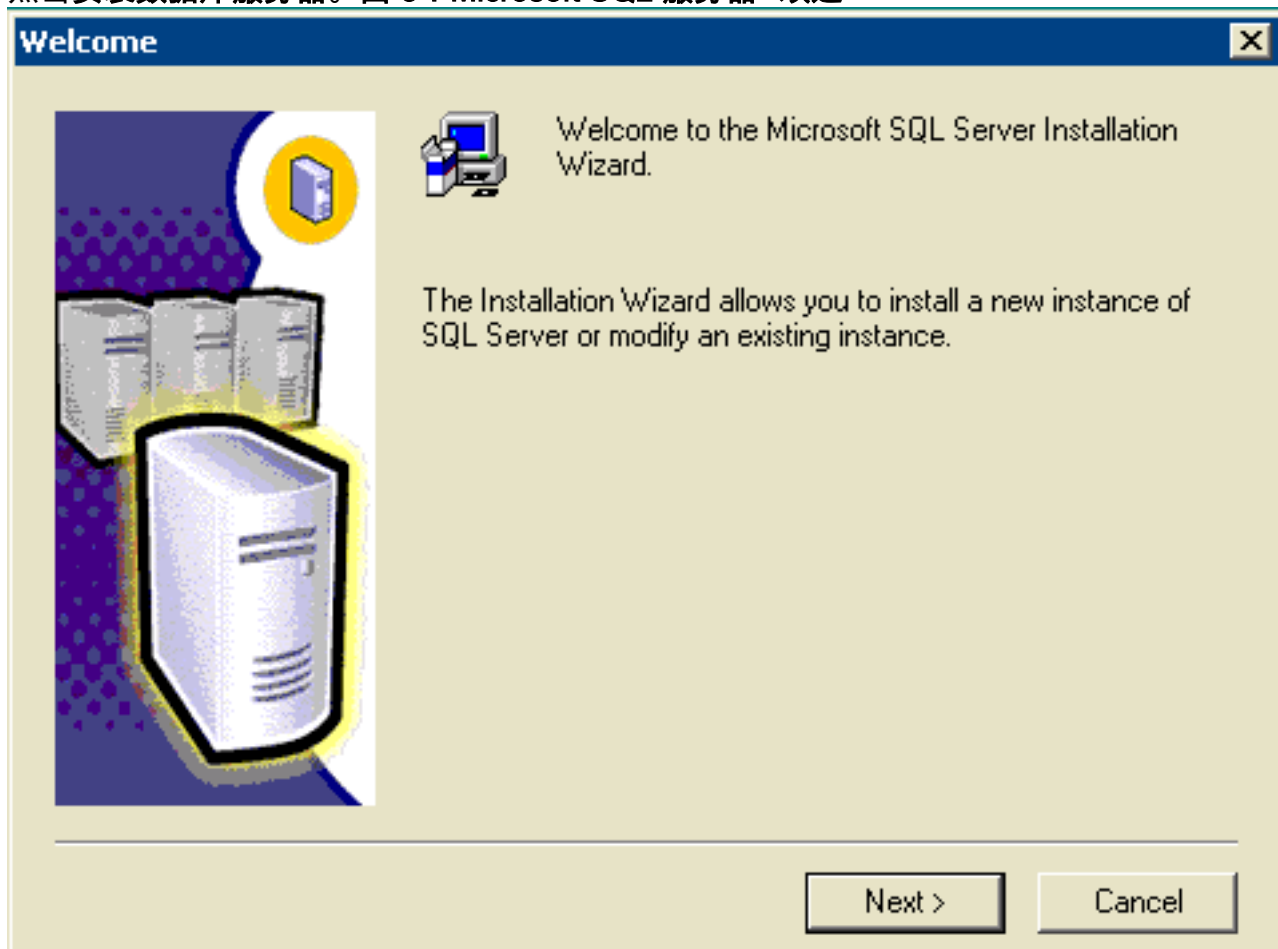 Welcome
Welcome to the Microsoft SQL Server Installation
Wizard.
The Installation Wizard allows you to install a new instance of
SQL Server or modify an existing instance.
Next >
Cancel